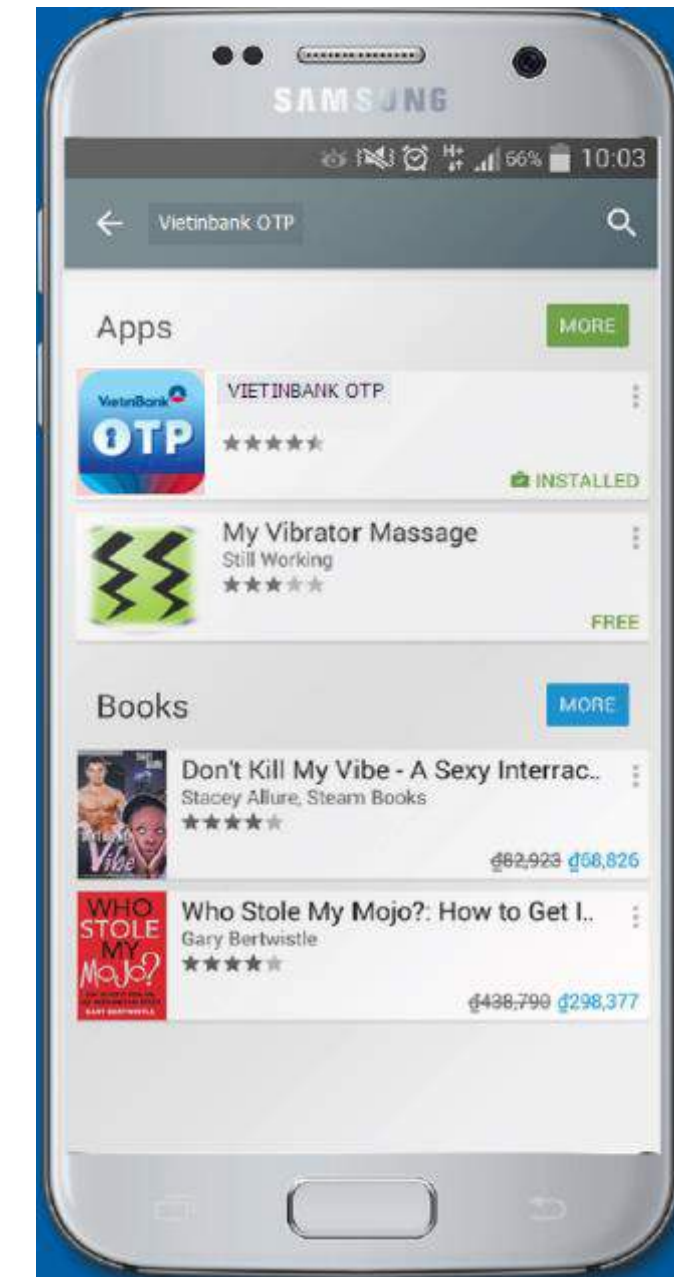 SAMSUNG
H+
66%
10:03
Vietinbank OTP
Apps
MORE
VietinBank
OTP
VIETINBANK OTP
INSTALLED
My Vibrator Massage
Still Working
FREE
Books
MORE
Vibe
Don't Kill My Vibe - A Sexy Interrac..
Stacey Allure, Steam Books
₫82,923 ₫58,826
WHO
STOLE
MY
MoJo?
GARY BERTWISTLE
Who Stole My Mojo?: How to Get I..
Gary Bertwistle
₫438,790 ₫298,377